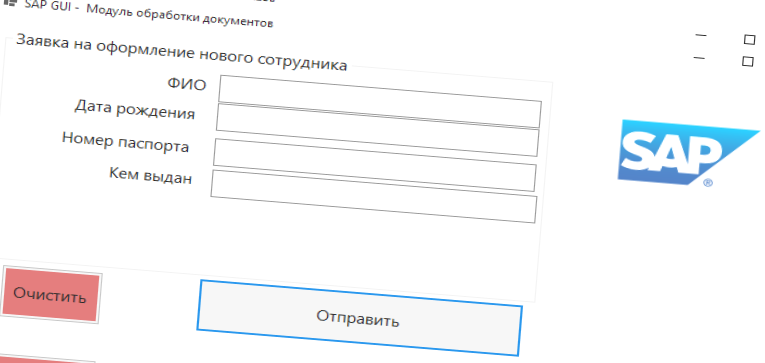 SAP GUI - Модуль обработки документов
Заявка на оформление нового сотрудника
ФИО
Дата рождения
Номер паспорта
Кем выдан
SAP®
Очистить
Отправить